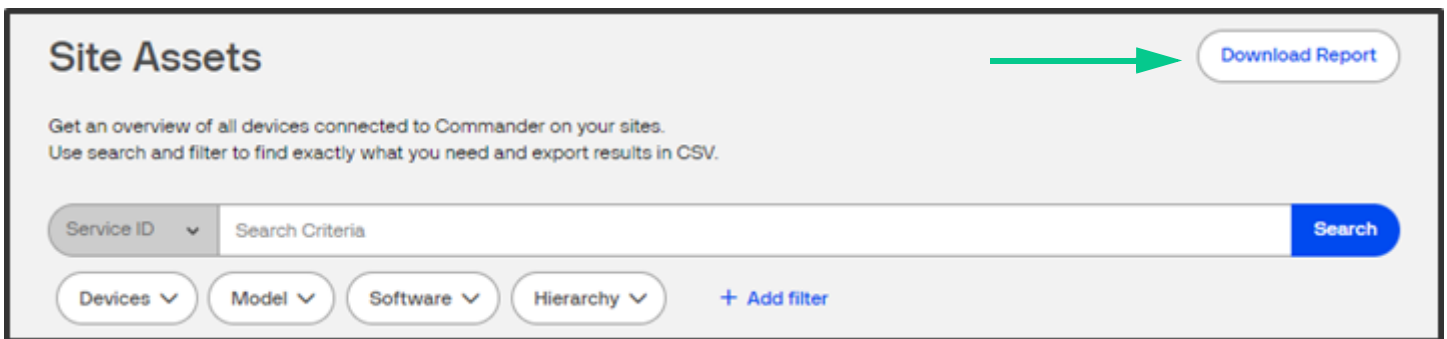 Site Assets
Download Report
Get an overview of all devices connected to Commander on your sites.
Use search and filter to find exactly what you need and export results in CSV.
Service ID
Search Criteria
Search
Devices
Model
Software
Hierarchy
+ Add filter